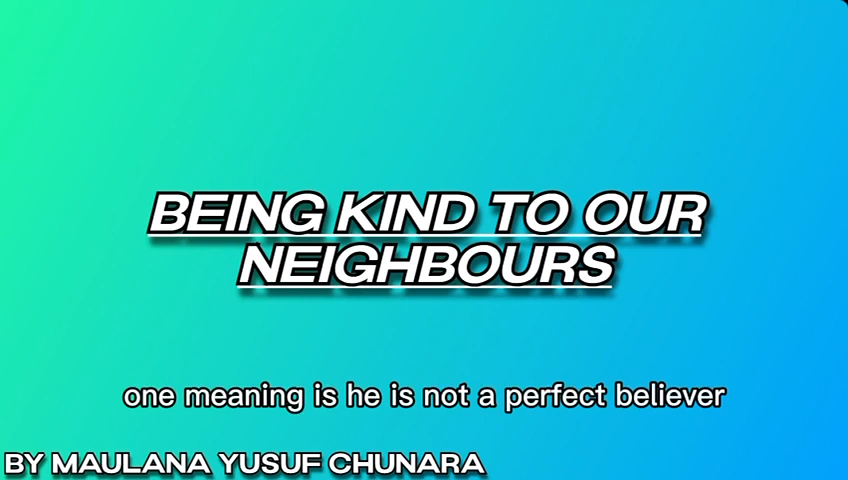 BEING KIND TO OUR
NEIGHBOURS
one meaning is he is not a perfect believer
BY MAULANA YUSUF CHUNARA